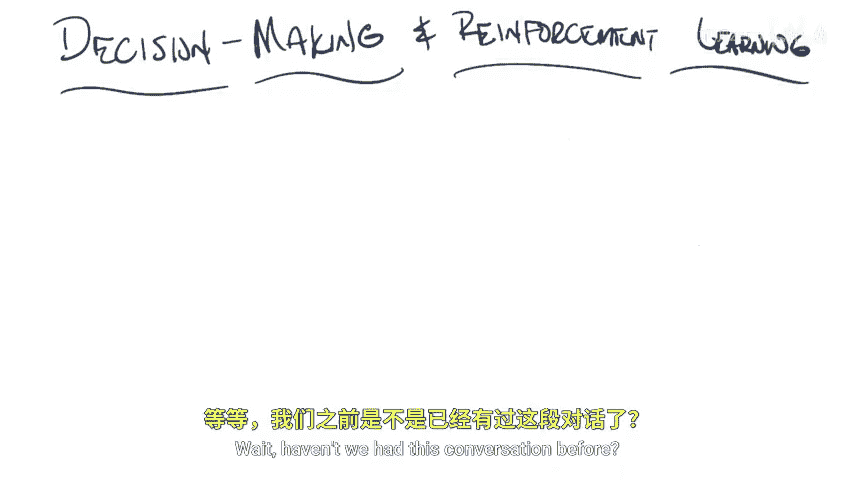 DECISION-MAKING & REINFORCEMENT LEARNING
等等，我们之前是不是已经有过这段对话了？
Wait, haven't we had this conversation before?